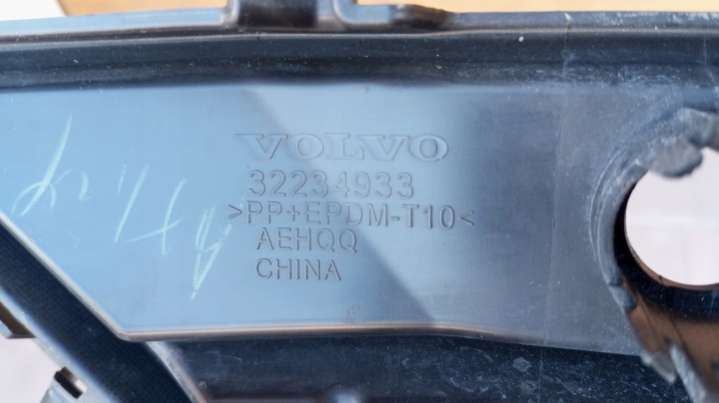 VOLVO
32234933
>PP+EPDM-T10<
AEHQQ
CHINA